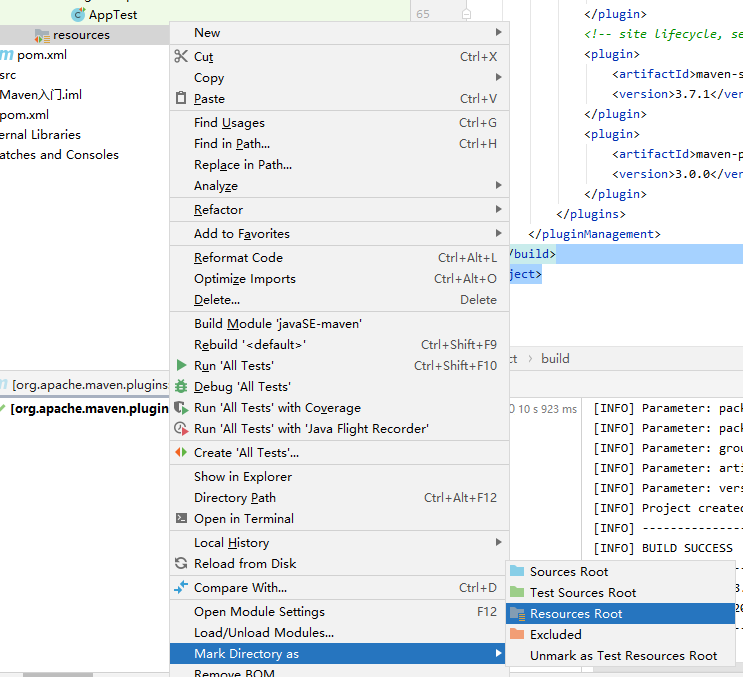 AppTest
resources
pom.xml
src
Maven入门.iml
pom.xml
ernal Libraries
atches and Consoles
65
</plugin>
<!-- site lifecycle, se
<plugin>
<artifactId>maven-s
<version>3.7.1</ver
</plugin>
<plugin>
<artifactId>maven-p
<version>3.0.0</ver
</plugin>
</plugins>
</pluginManagement>
/build>
ject>
ct › build
New
Cut Ctrl+X
Copy
Paste Ctrl+V
Find Usages Ctrl+G
Find in Path... Ctrl+H
Replace in Path...
Analyze
Refactor
Add to Favorites
Reformat Code Ctrl+Alt+L
Optimize Imports Ctrl+Alt+O
Delete... Delete
Build Module 'javaSE-maven'
Rebuild '<default>' Ctrl+Shift+F9
Run 'All Tests' Ctrl+Shift+F10
Debug 'All Tests'
Run 'All Tests' with Coverage
Run 'All Tests' with 'Java Flight Recorder'
Create 'All Tests'...
Show in Explorer
Directory Path Ctrl+Alt+F12
Open in Terminal
Local History
Reload from Disk
Compare With... Ctrl+D
Open Module Settings F12
Load/Unload Modules...
Mark Directory as
Remove BOM
Sources Root
Test Sources Root
Resources Root
Excluded
Unmark as Test Resources Root
[org.apache.maven.plugins
[org.apache.maven.plugin
10 s 923 ms
[INFO] Parameter: pack
[INFO] Parameter: pack
[INFO] Parameter: grou
[INFO] Parameter: arti
[INFO] Parameter: vers
[INFO] Project created
[INFO] ---------------
[INFO] BUILD SUCCESS